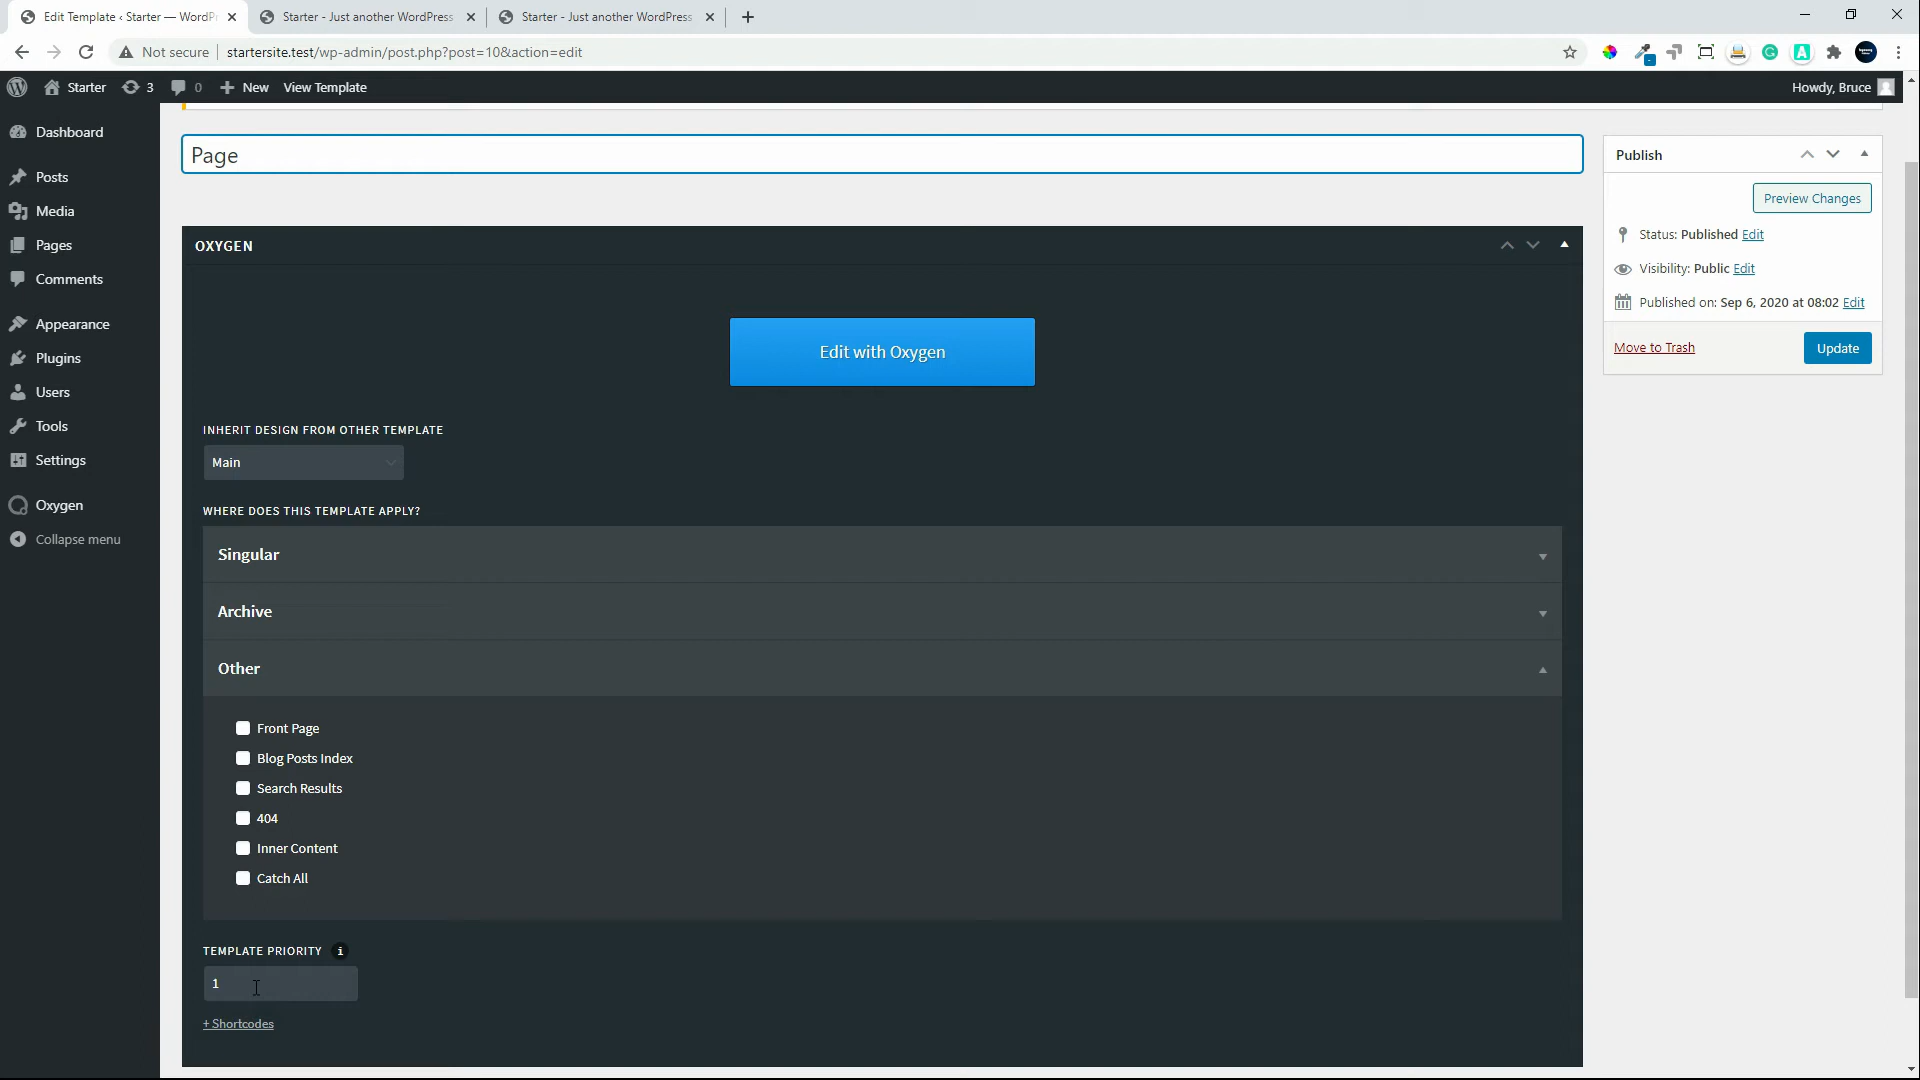 Edit Template ‹ Starter — WordPr
Starter - Just another WordPress
Starter - Just another WordPress
Not secure
startersite.test/wp-admin/post.php?post=10&action=edit
Starter
3
0
New
View Template
Howdy, Bruce
Dashboard
Posts
Media
Pages
Comments
Appearance
Plugins
Users
Tools
Settings
Oxygen
Collapse menu
Page
OXYGEN
Edit with Oxygen
INHERIT DESIGN FROM OTHER TEMPLATE
Main
WHERE DOES THIS TEMPLATE APPLY?
Singular
Archive
Other
Front Page
Blog Posts Index
Search Results
404
Inner Content
Catch All
TEMPLATE PRIORITY i
1
+ Shortcodes
Publish
Preview Changes
Status: Published Edit
Visibility: Public Edit
Published on: Sep 6, 2020 at 08:02 Edit
Move to Trash
Update